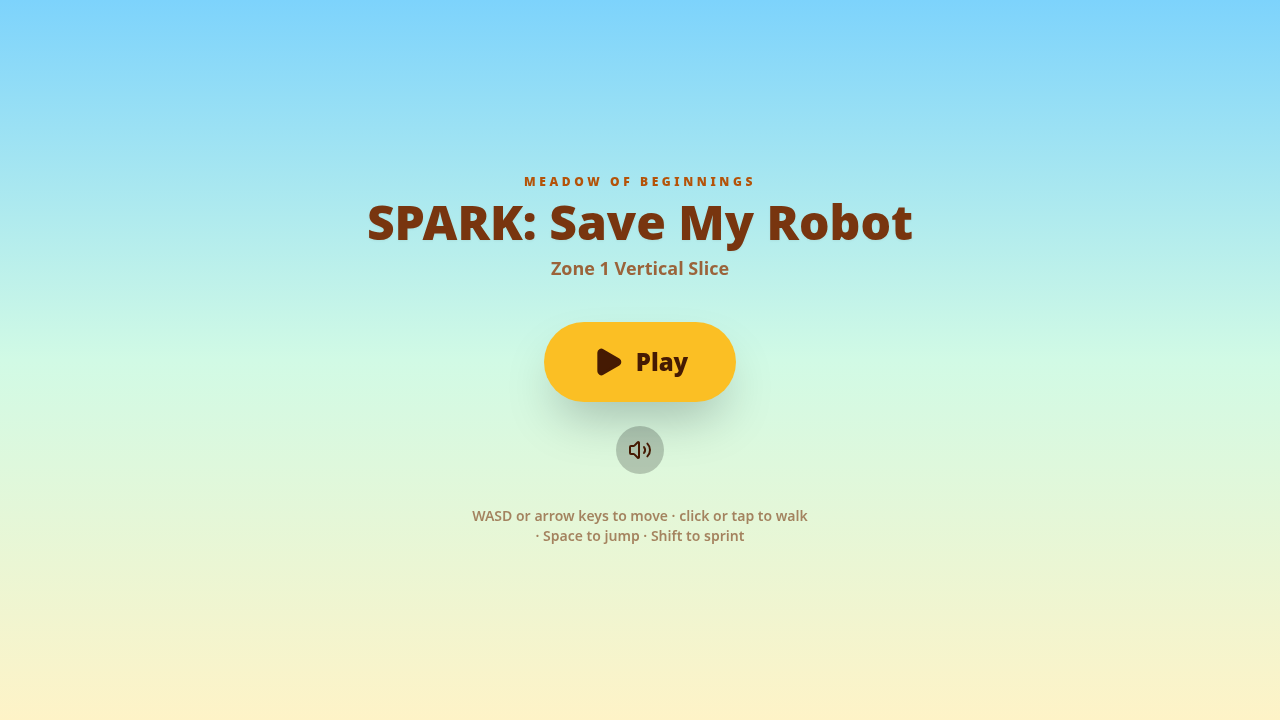 MEADOW OF BEGINNINGS
SPARK: Save My Robot
Zone 1 Vertical Slice
Play
WASD or arrow keys to move · click or tap to walk
· Space to jump · Shift to sprint